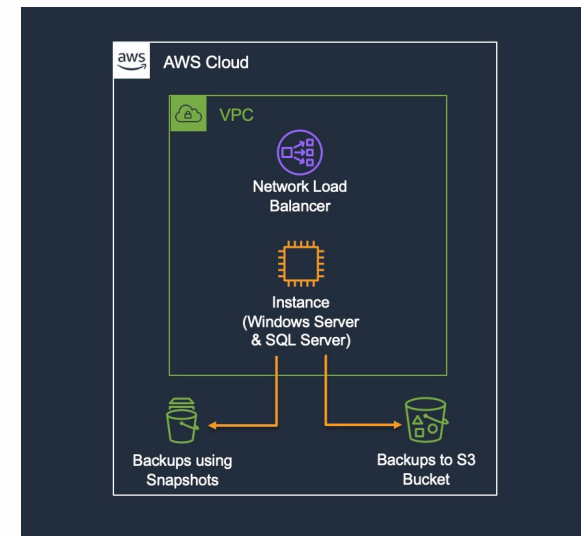 aws
AWS Cloud
VPC
Network Load
Balancer
Instance
(Windows Server
& SQL Server)
Backups using
Snapshots
Backups to S3
Bucket